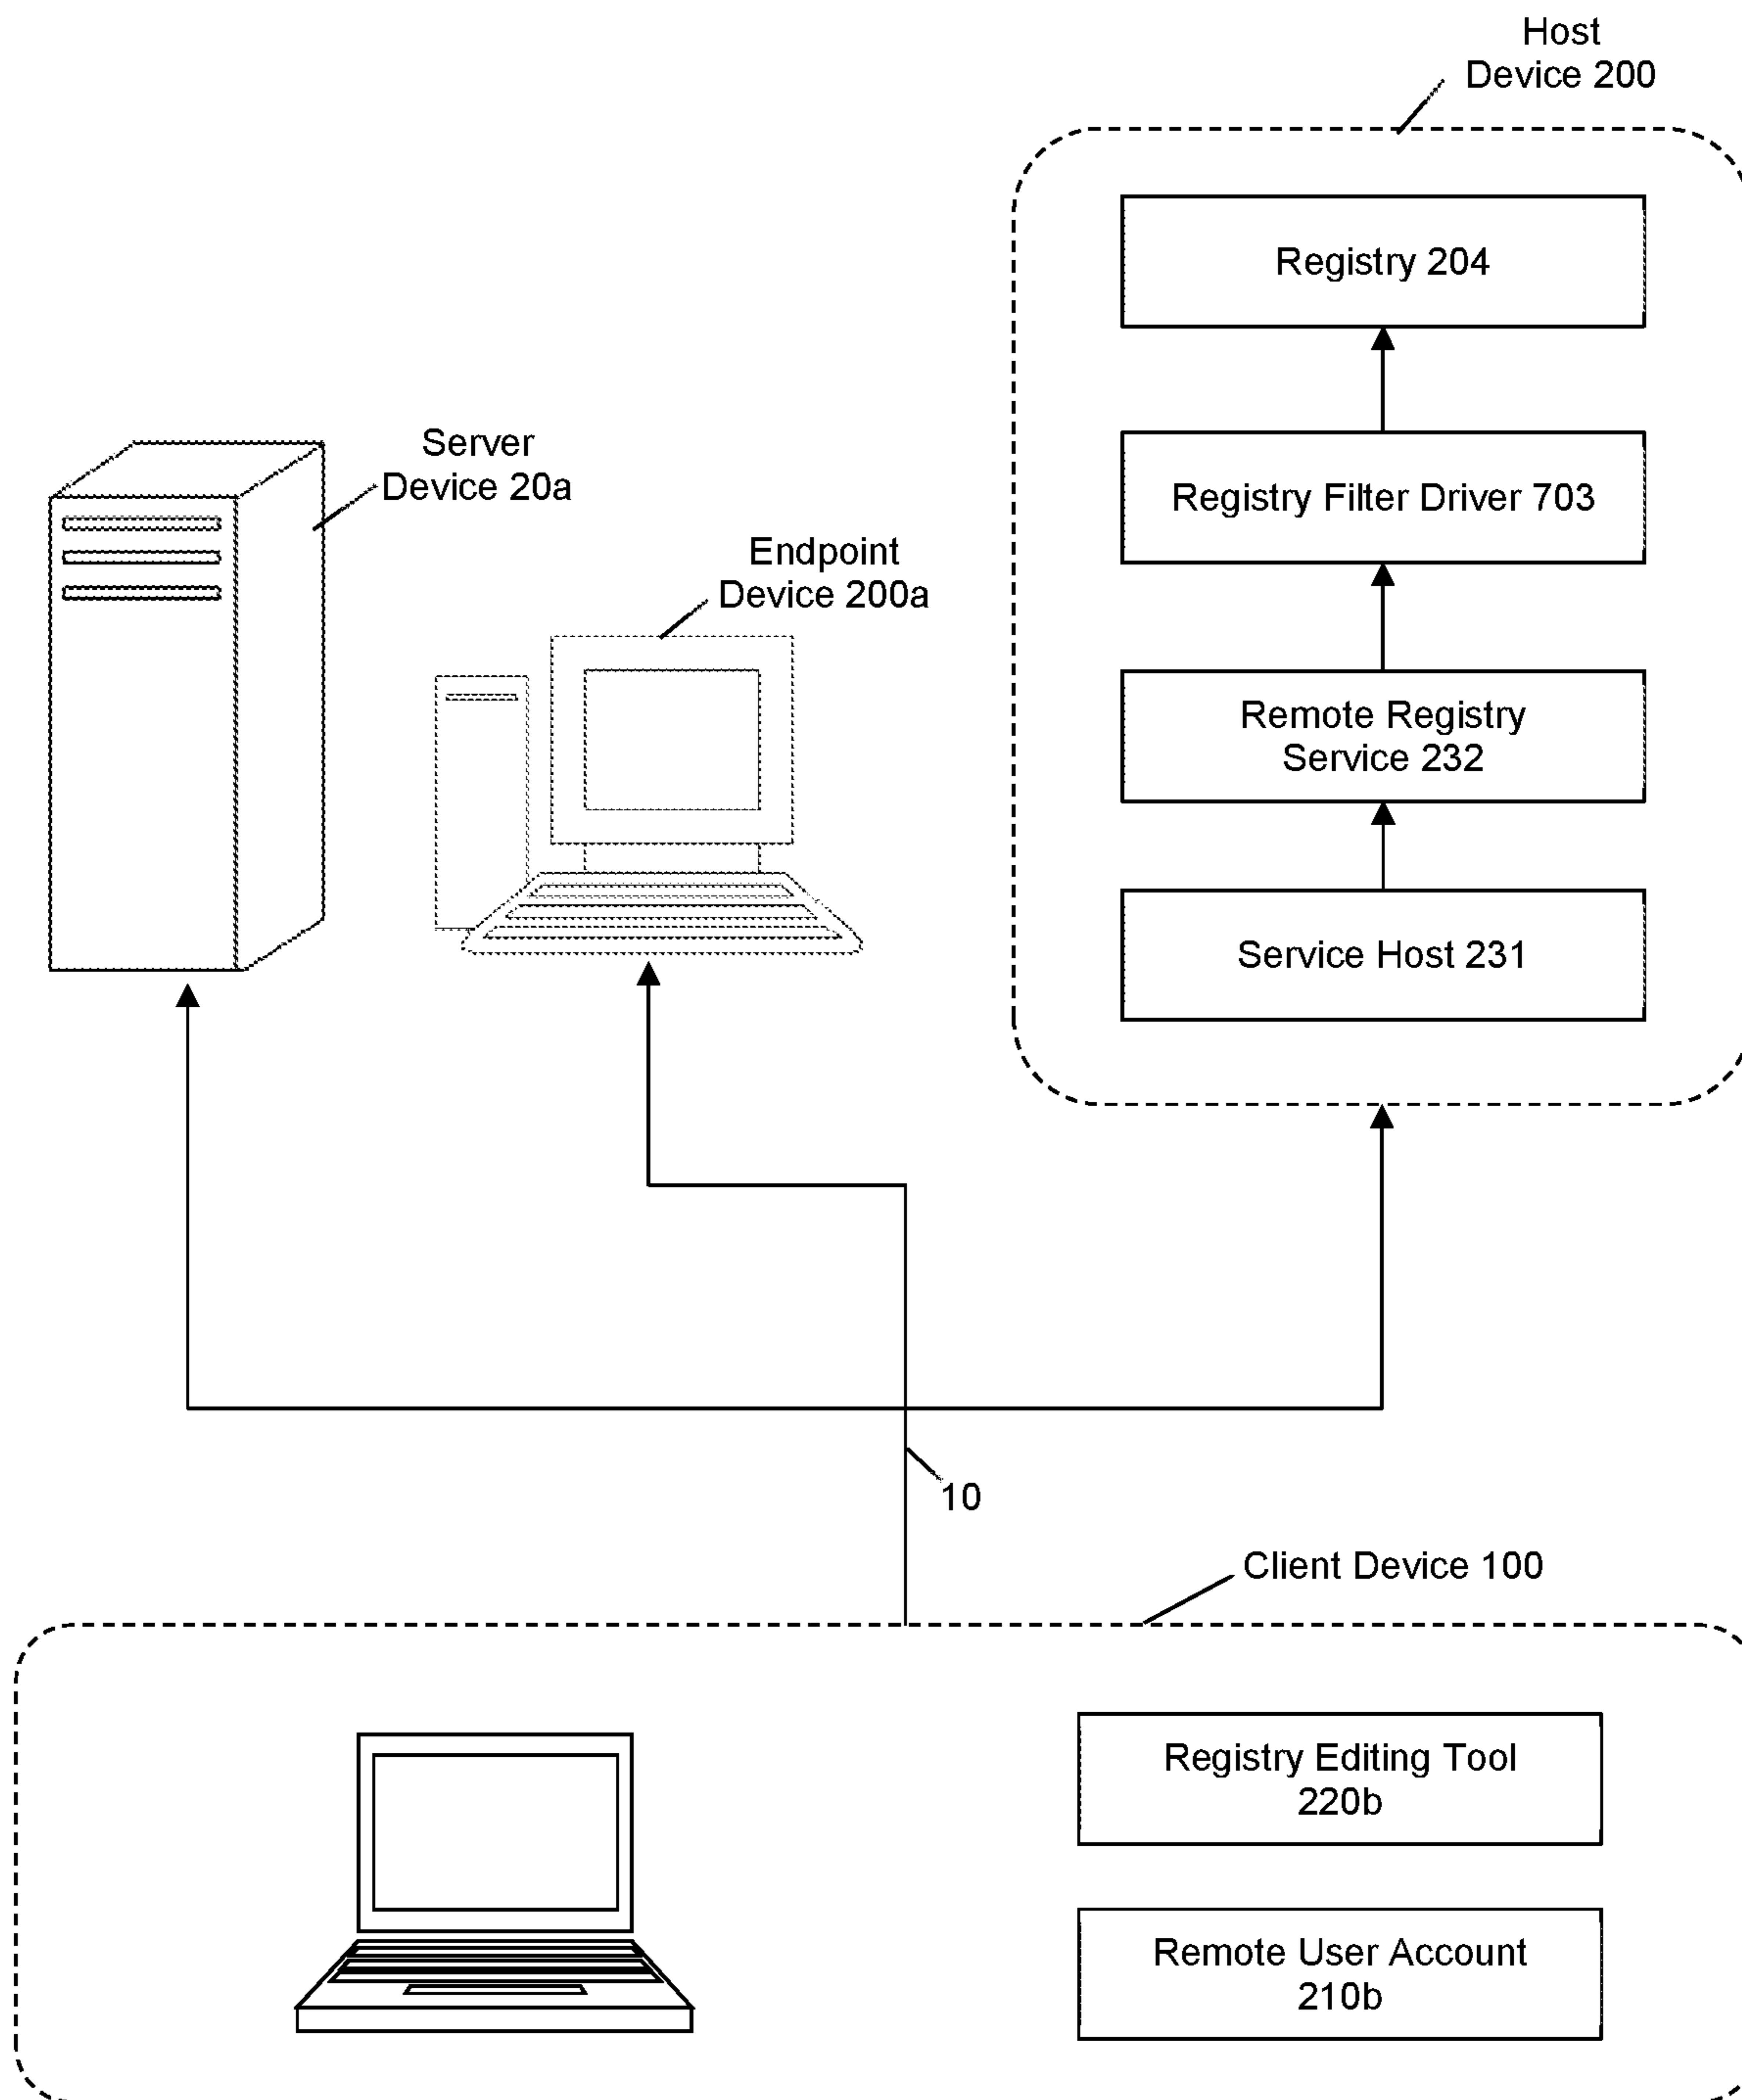 Host
Device 200
Registry 204
Server
Device 20a
Registry Filter Driver 703
Endpoint
Device 200a
Remote Registry
Service 232
Service Host 231
10
Client Device 100
Registry Editing Tool
220b
Remote User Account
210b